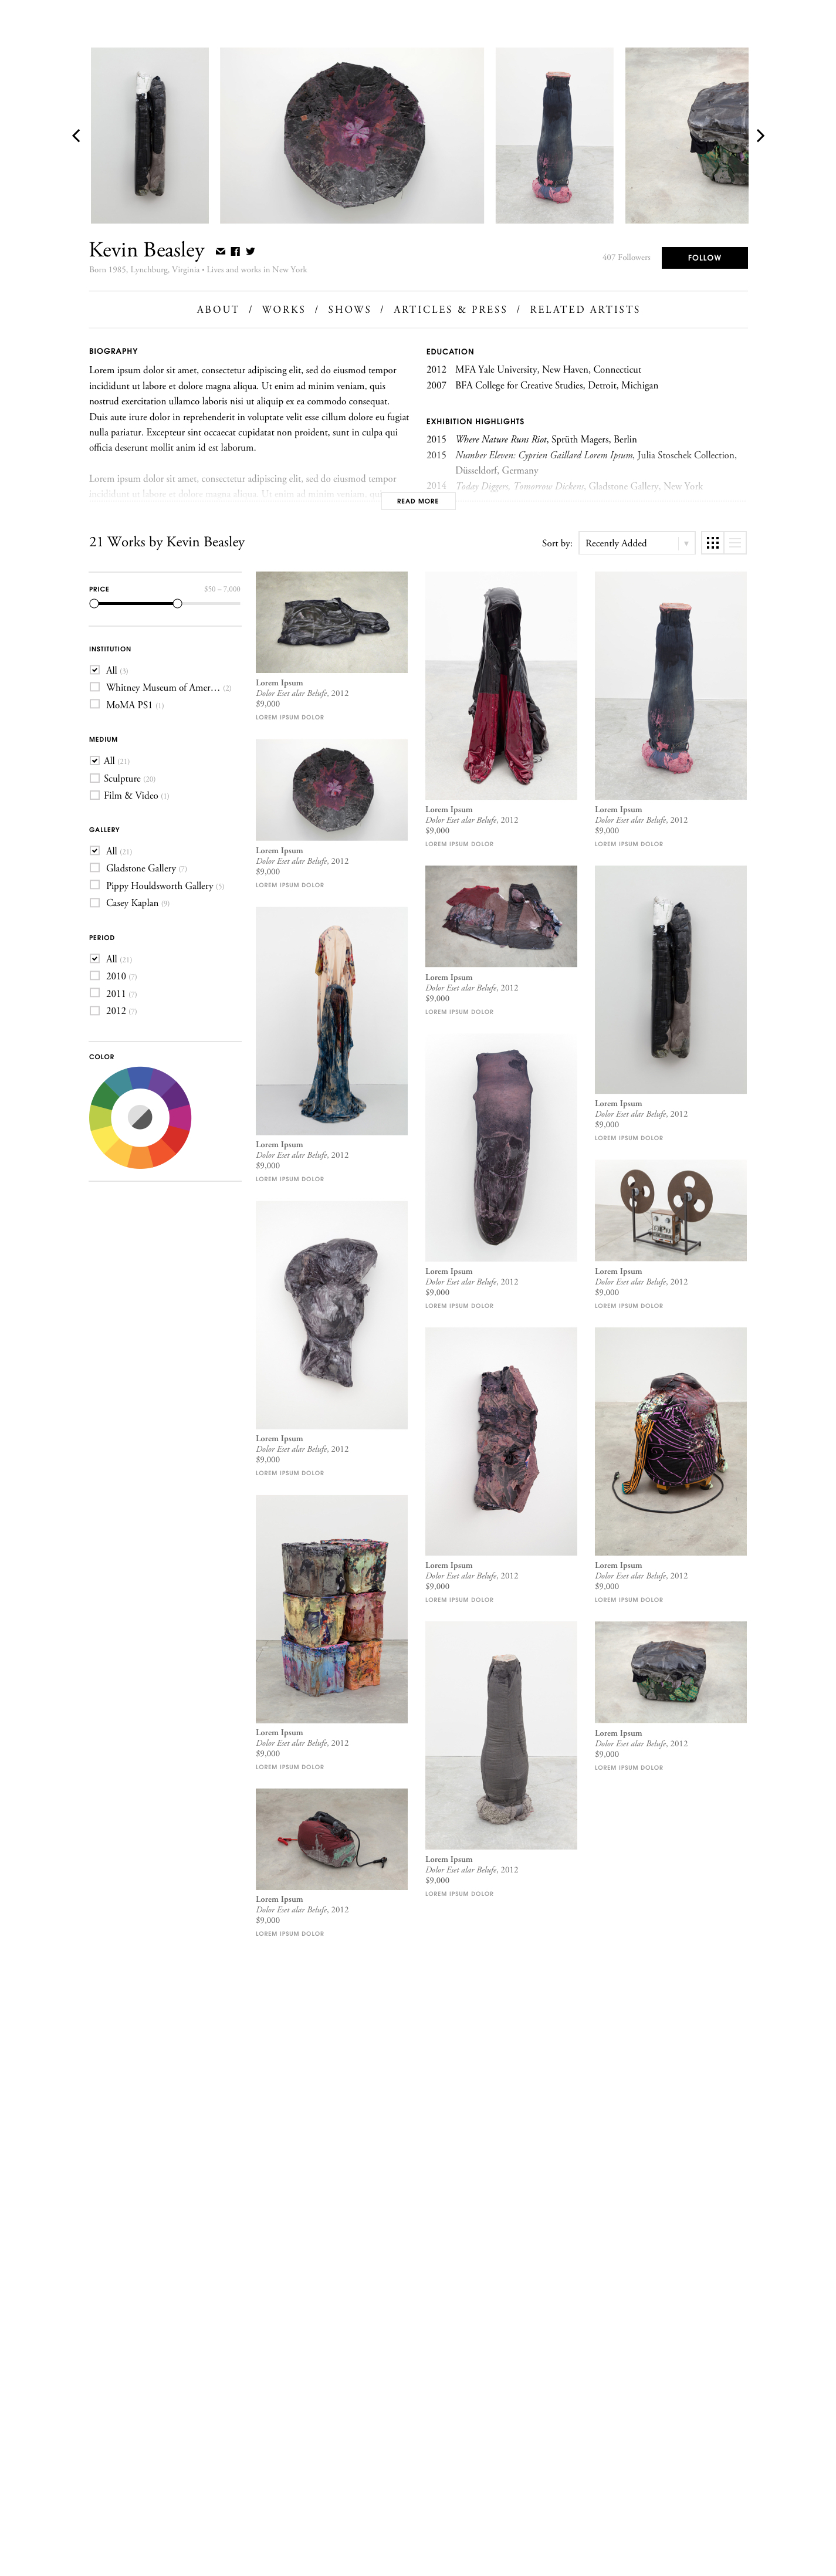 Kevin Beasley
Born 1985, Lynchburg, Virginia • Lives and works in New York
407 Followers
FOLLOW
ABOUT / WORKS / SHOWS / ARTICLES & PRESS / RELATED ARTISTS
BIOGRAPHY
Lorem ipsum dolor sit amet, consectetur adipiscing elit, sed do eiusmod tempor
incididunt ut labore et dolore magna aliqua. Ut enim ad minim veniam, quis
nostrud exercitation ullamco laboris nisi ut aliquip ex ea commodo consequat.
Duis aute irure dolor in reprehenderit in voluptate velit esse cillum dolore eu fugiat
nulla pariatur. Excepteur sint occaecat cupidatat non proident, sunt in culpa qui
officia deserunt mollit anim id est laborum.
Lorem ipsum dolor sit amet, consectetur adipiscing elit, sed do eiusmod tempor
incididunt ut labore et dolore magna aliqua. Ut enim ad minim veniam,
EDUCATION
2012 MFA Yale University, New Haven, Connecticut
2007 BFA College for Creative Studies, Detroit, Michigan
EXHIBITION HIGHLIGHTS
2015 Where Nature Runs Riot, Sprüth Magers, Berlin
2015 Number Eleven: Cyprien Gaillard Lorem Ipsum, Julia Stoschek Collection,
Düsseldorf, Germany
2014 Today Diggers, Tomorrow Dickens, Gladstone Gallery, New York
READ MORE
21 Works by Kevin Beasley
Sort by: Recently Added
PRICE
$50 – 7,000
INSTITUTION
All (3)
Whitney Museum of Amer… (2)
MoMA PS1 (1)
MEDIUM
All (21)
Sculpture (20)
Film & Video (1)
GALLERY
All (21)
Gladstone Gallery (7)
Pippy Houldsworth Gallery (5)
Casey Kaplan (9)
PERIOD
All (21)
2010 (7)
2011 (7)
2012 (7)
COLOR
Lorem Ipsum
Dolor Eset alar Belufe, 2012
$9,000
LOREM IPSUM DOLOR
Lorem Ipsum
Dolor Eset alar Belufe, 2012
$9,000
LOREM IPSUM DOLOR
Lorem Ipsum
Dolor Eset alar Belufe, 2012
$9,000
LOREM IPSUM DOLOR
Lorem Ipsum
Dolor Eset alar Belufe, 2012
$9,000
LOREM IPSUM DOLOR
Lorem Ipsum
Dolor Eset alar Belufe, 2012
$9,000
LOREM IPSUM DOLOR
Lorem Ipsum
Dolor Eset alar Belufe, 2012
$9,000
LOREM IPSUM DOLOR
Lorem Ipsum
Dolor Eset alar Belufe, 2012
$9,000
LOREM IPSUM DOLOR
Lorem Ipsum
Dolor Eset alar Belufe, 2012
$9,000
LOREM IPSUM DOLOR
Lorem Ipsum
Dolor Eset alar Belufe, 2012
$9,000
LOREM IPSUM DOLOR
Lorem Ipsum
Dolor Eset alar Belufe, 2012
$9,000
LOREM IPSUM DOLOR
Lorem Ipsum
Dolor Eset alar Belufe, 2012
$9,000
LOREM IPSUM DOLOR
Lorem Ipsum
Dolor Eset alar Belufe, 2012
$9,000
LOREM IPSUM DOLOR
Lorem Ipsum
Dolor Eset alar Belufe, 2012
$9,000
LOREM IPSUM DOLOR
Lorem Ipsum
Dolor Eset alar Belufe, 2012
$9,000
LOREM IPSUM DOLOR
Lorem Ipsum
Dolor Eset alar Belufe, 2012
$9,000
LOREM IPSUM DOLOR
Lorem Ipsum
Dolor Eset alar Belufe, 2012
$9,000
LOREM IPSUM DOLOR